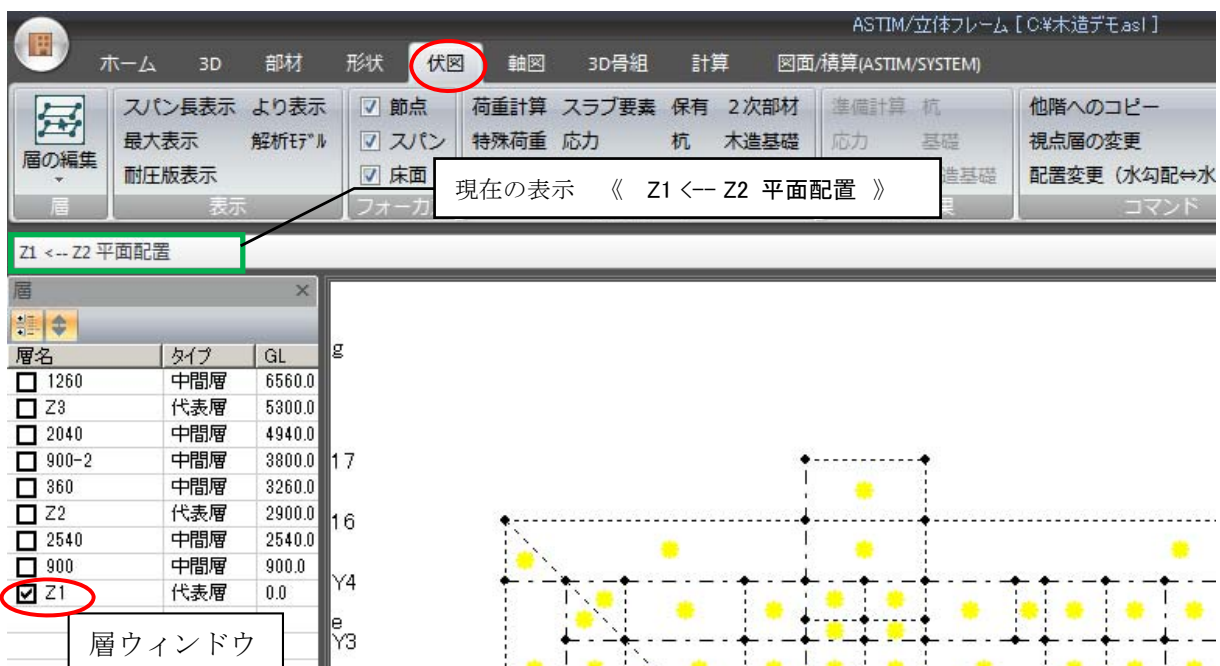 ASTIM/立体フレーム [ C:¥木造デモ.asl ]
ホーム 3D 部材 形状 伏図 軸図 3D骨組 計算 図面/積算(ASTIM/SYSTEM)
スパン長表示 より表示 節点 荷重計算 スラブ要素 保有 2次部材 準備計算 杭 他階へのコピー
最大表示 解析ﾓﾃﾞﾙ スパン 特殊荷重 応力 杭 木造基礎 応力 基礎 視点層の変更
層の編集
耐圧版表示 床面 造基礎 配置変更(水勾配⇔水
現在の表示 《 Z1 <-- Z2 平面配置 》
層 表示 フォーカ コマンド
Z1 <-- Z2 平面配置
層 ×
層名 タイプ GL
1260 中間層 6560.0
Z3 代表層 5300.0
2040 中間層 4940.0
900-2 中間層 3800.0
360 中間層 3260.0
Z2 代表層 2900.0
2540 中間層 2540.0
900 中間層 900.0
Z1 代表層 0.0
層ウィンドウ
g
17
16
Y4
e
Y3